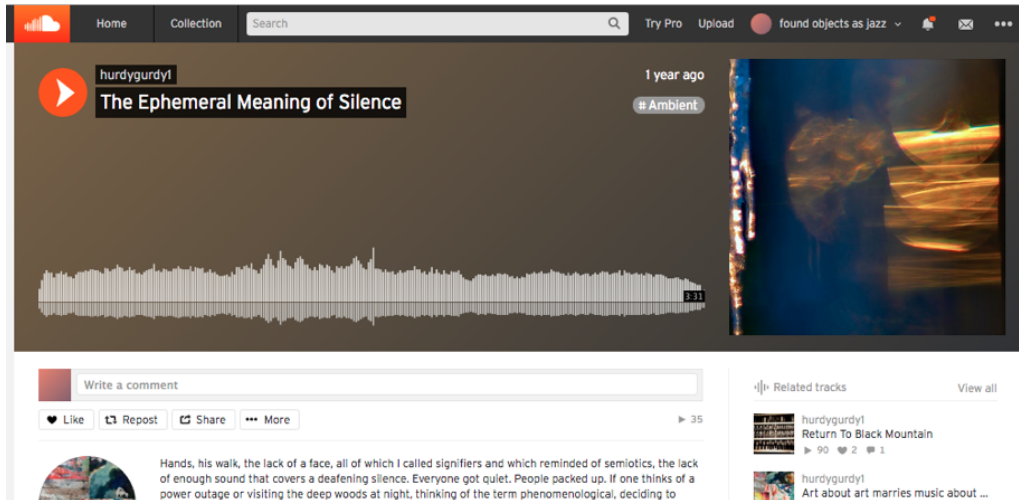 Home
Collection
Search
Try Pro
Upload
found objects as jazz
hurdygurdy1
1 year ago
The Ephemeral Meaning of Silence
# Ambient
3:31
Write a comment
Like
Repost
Share
More
35
Hands, his walk, the lack of a face, all of which I called signifiers and which reminded of semiotics, the lack
of enough sound that covers a deafening silence. Everyone got quiet. People packed up. If one thinks of a
power outage or visiting the deep woods at night, thinking of the term phenomenological, deciding to
Related tracks
View all
hurdygurdy1
Return To Black Mountain
90 2 1
hurdygurdy1
Art about art marries music about ...